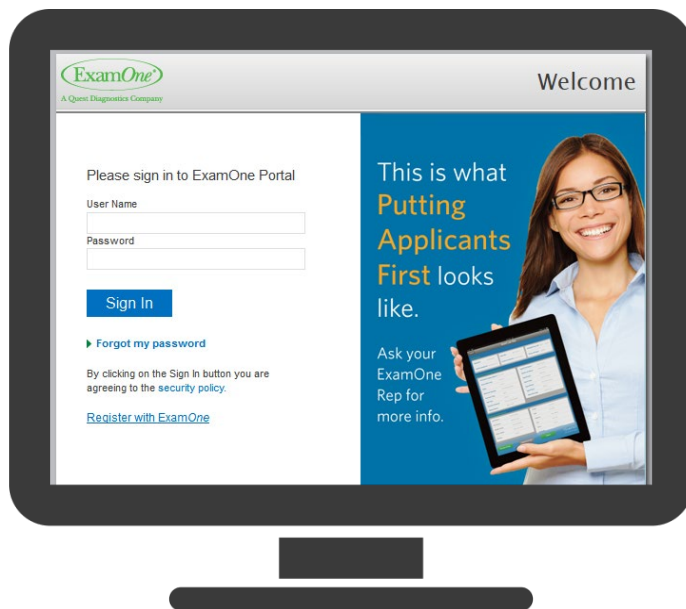 ExamOne®
A Quest Diagnostics Company
Welcome
Please sign in to ExamOne Portal
User Name
Password
Sign In
Forgot my password
By clicking on the Sign In button you are
agreeing to the security policy.
Register with ExamOne
This is what
Putting
Applicants
First looks
like.
Ask your
ExamOne
Rep for
more info.